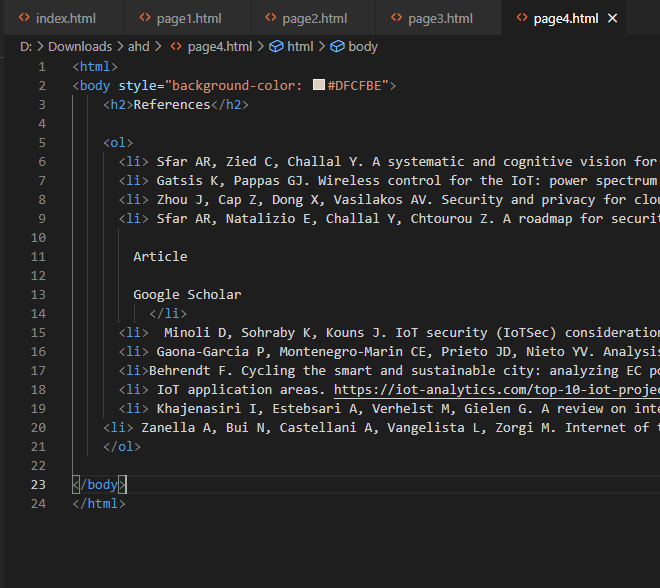 index.html page1.html page2.html page3.html page4.html
D: > Downloads > ahd > page4.html > html > body
1 <html>
2 <body style="background-color: #DFCFBE">
3 <h2>References</h2>
4
5 <ol>
6 <li> Sfar AR, Zied C, Challal Y. A systematic and cognitive vision for
7 <li> Gatsis K, Pappas GJ. Wireless control for the IoT: power spectrum
8 <li> Zhou J, Cap Z, Dong X, Vasilakos AV. Security and privacy for clou
9 <li> Sfar AR, Natalizio E, Challal Y, Chtourou Z. A roadmap for securit
10
11 Article
12
13 Google Scholar
14 </li>
15 <li> Minoli D, Sohraby K, Kouns J. IoT security (IoTSec) consideration
16 <li> Gaona-Garcia P, Montenegro-Marin CE, Prieto JD, Nieto YV. Analysis
17 <li>Behrendt F. Cycling the smart and sustainable city: analyzing EC po
18 <li> IoT application areas. https://iot-analytics.com/top-10-iot-projec
19 <li> Khajenasiri I, Estebsari A, Verhelst M, Gielen G. A review on inte
20 <li> Zanella A, Bui N, Castellani A, Vangelista L, Zorgi M. Internet of t
21 </ol>
22
23 </body>
24 </html>